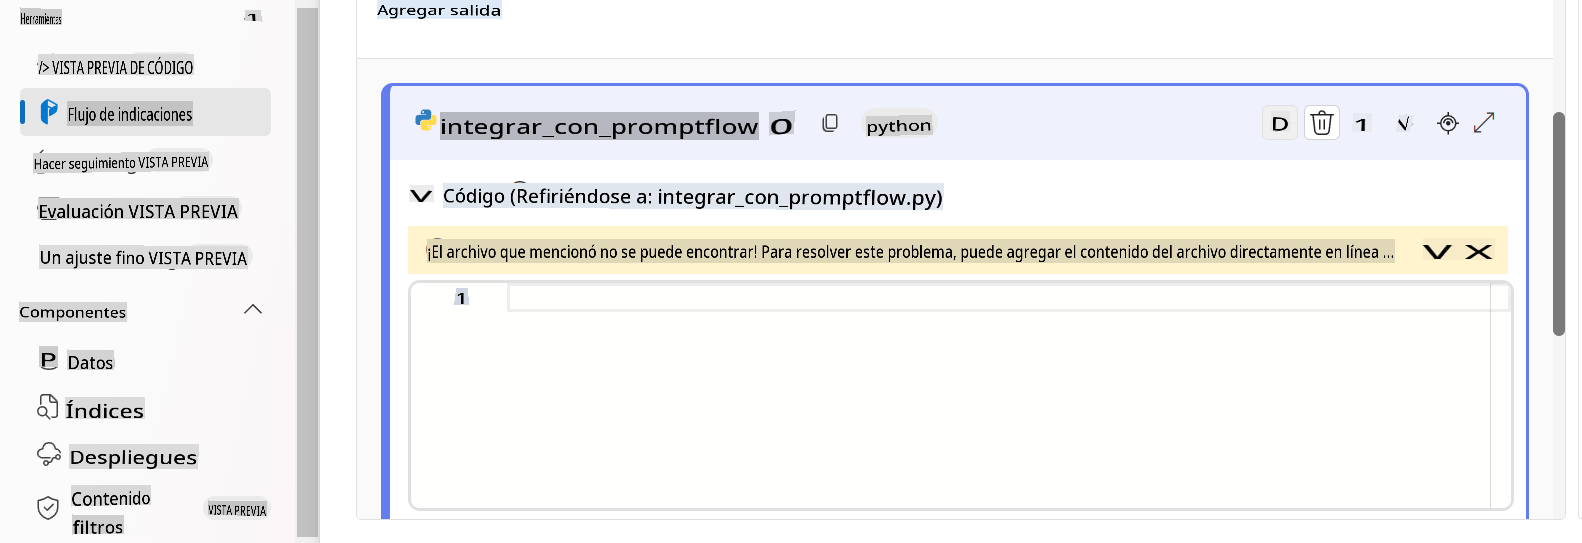 Herramientas
</> VISTA PREVIA DE CÓDIGO
Flujo de indicaciones
Hacer seguimiento VISTA PREVIA
Evaluación VISTA PREVIA
Un ajuste fino VISTA PREVIA
Componentes
P Datos
Índices
Despliegues
Contenido
filtros VISTA PREVIA
Agregar salida
integrar_con_promptflow O python D 1 √
Código (Refiriéndose a: integrar_con_promptflow.py)
¡El archivo que mencionó no se puede encontrar! Para resolver este problema, puede agregar el contenido del archivo directamente en línea ...
1